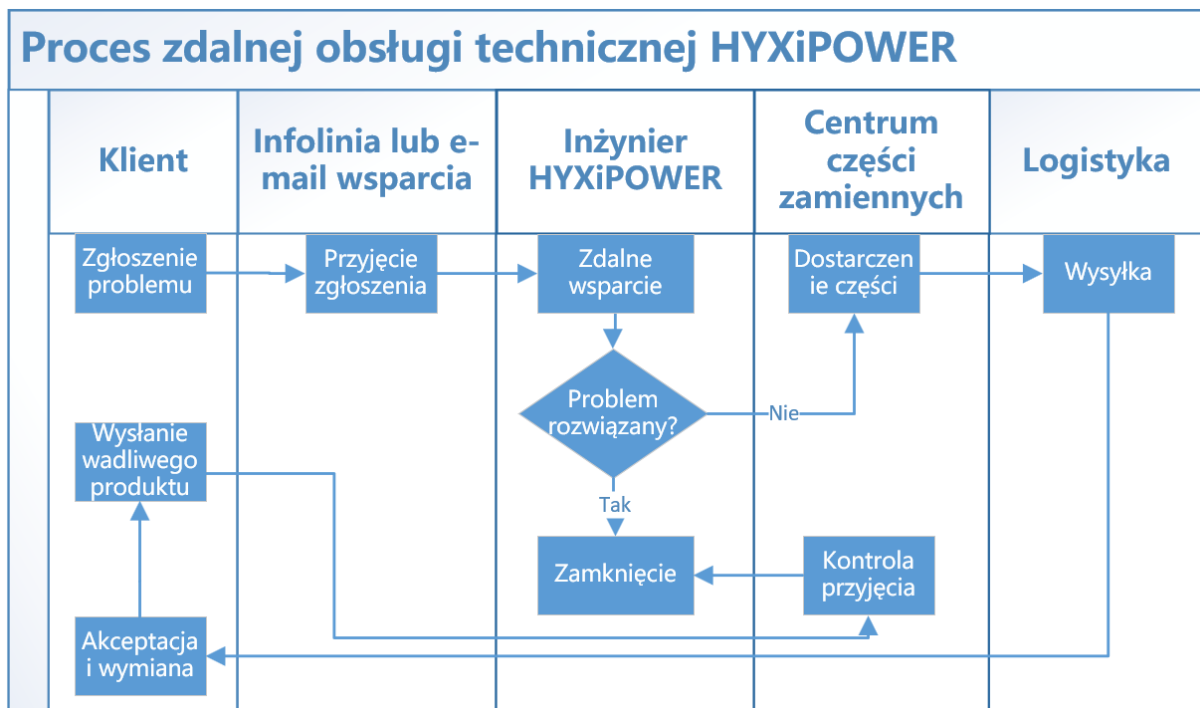 Proces zdalnej obsługi technicznej HYXiPOWER
Klient
Infolinia lub e-
mail wsparcia
Inżynier
HYXiPOWER
Centrum
części
zamiennych
Logistyka
Zgłoszenie
problemu
Przyjęcie
zgłoszenia
Zdalne
wsparcie
Dostarczen
ie części
Wysyłka
Problem
rozwiązany?
Nie
Wysłanie
wadliwego
produktu
Tak
Zamknięcie
Kontrola
przyjęcia
Akceptacja
i wymiana